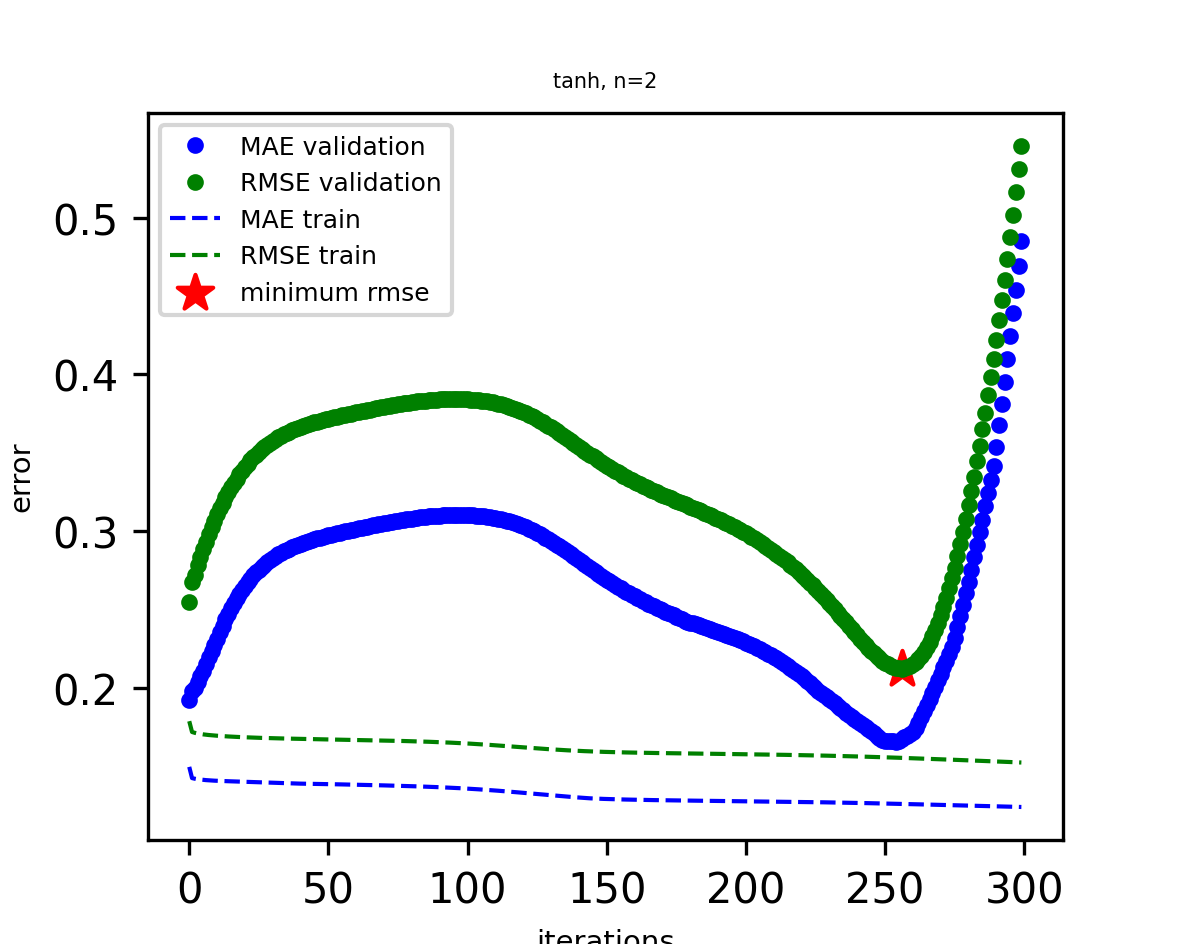 tanh, n=2
MAE validation
RMSE validation
MAE train
RMSE train
minimum rmse
error
0.5
0.4
0.3
0.2
0 50 100 150 200 250 300
iterations